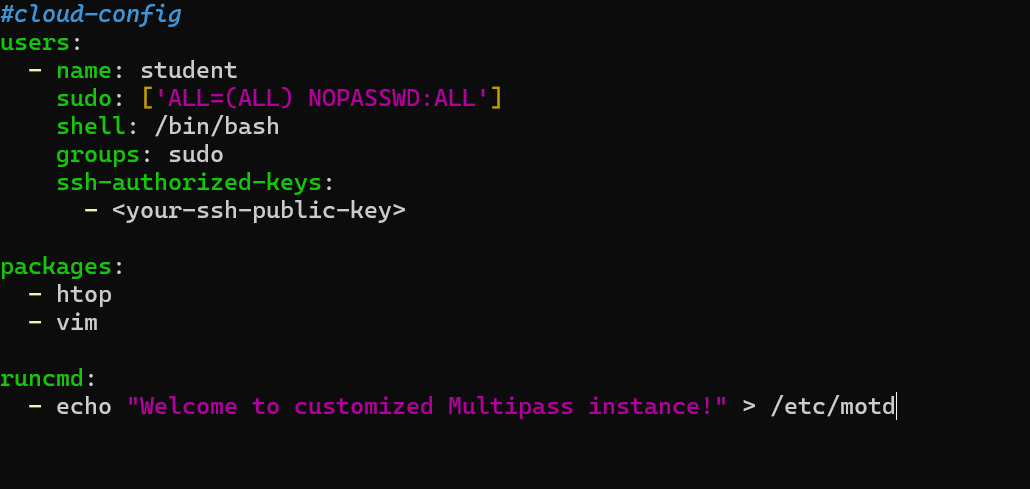 #cloud-config
users:
  - name: student
    sudo: ['ALL=(ALL) NOPASSWD:ALL']
    shell: /bin/bash
    groups: sudo
    ssh-authorized-keys:
      - <your-ssh-public-key>

packages:
  - htop
  - vim

runcmd:
  - echo "Welcome to customized Multipass instance!" > /etc/motd